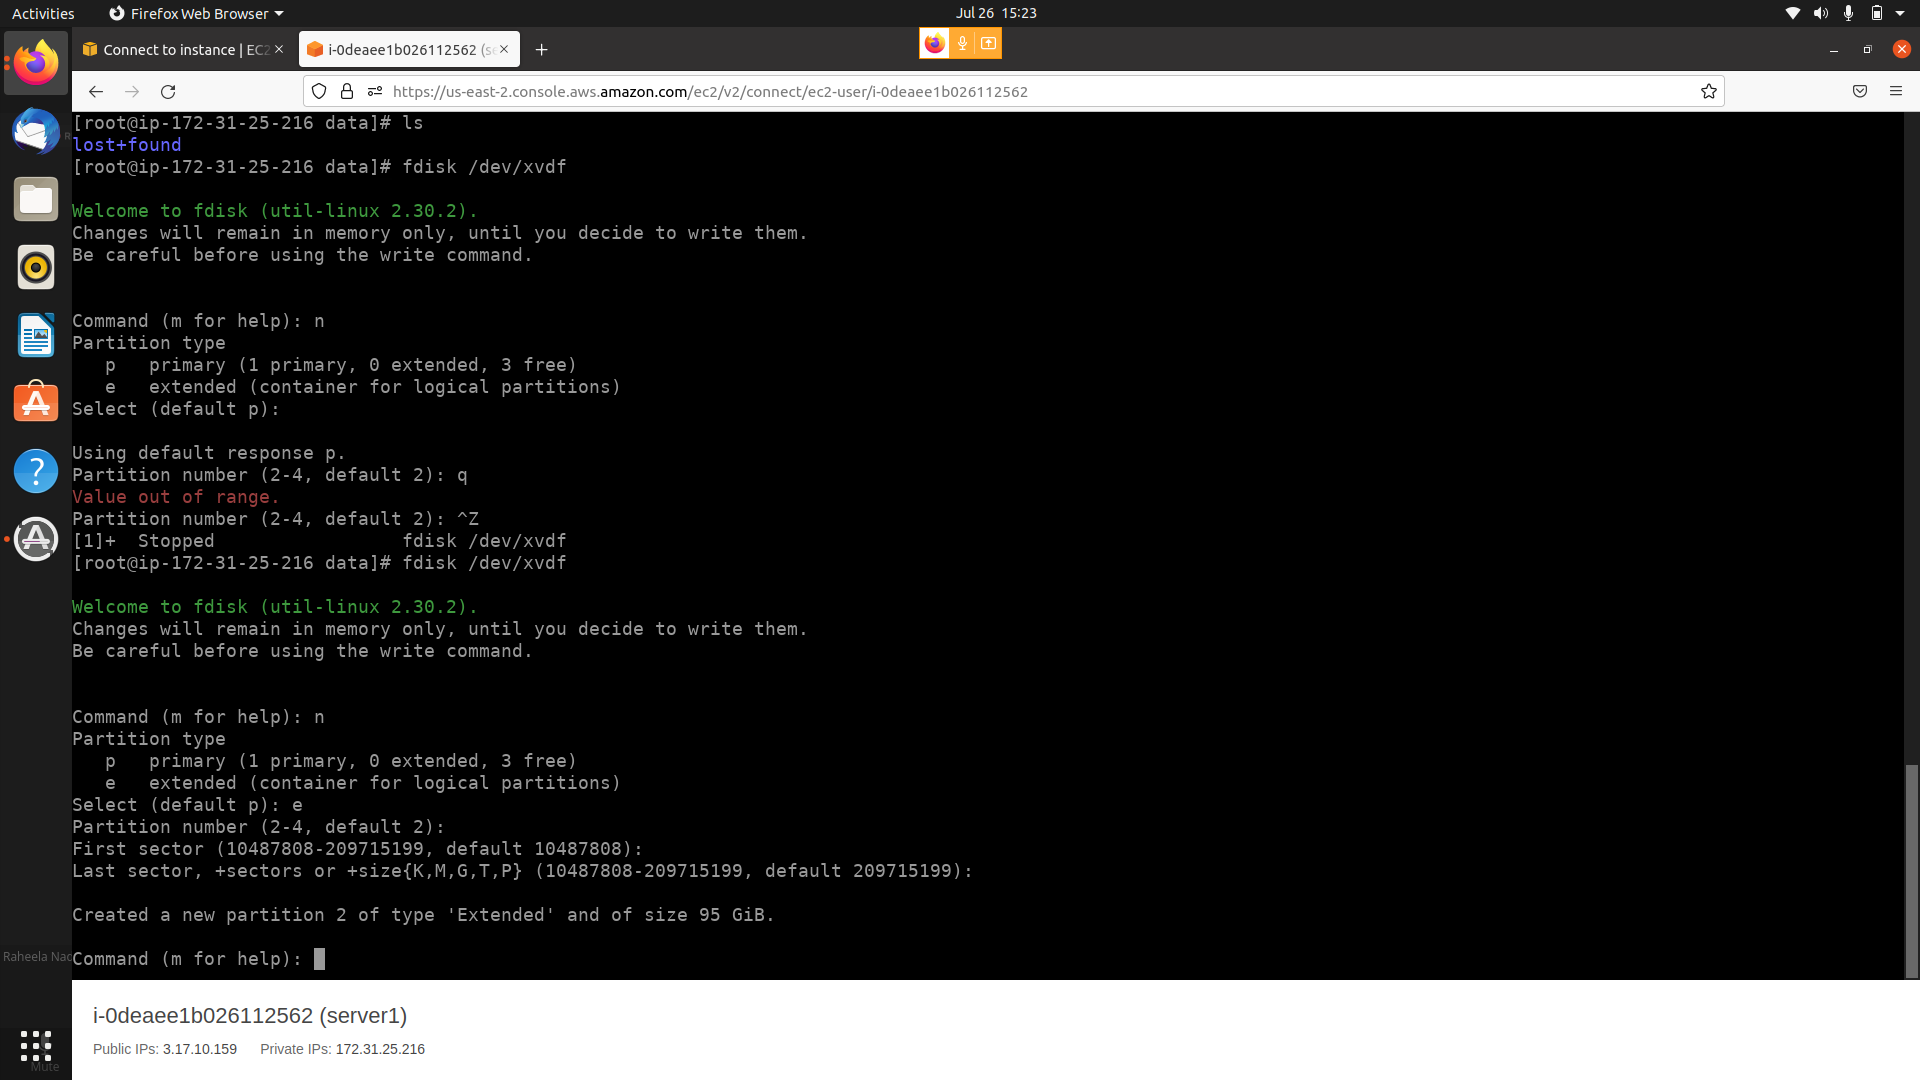 Activities
Firefox Web Browser
Jul 26 15:23
Connect to instance | EC2
i-0deaee1b026112562 (se
https://us-east-2.console.aws.amazon.com/ec2/v2/connect/ec2-user/i-0deaee1b026112562
[root@ip-172-31-25-216 data]# ls
lost+found
[root@ip-172-31-25-216 data]# fdisk /dev/xvdf
Welcome to fdisk (util-linux 2.30.2).
Changes will remain in memory only, until you decide to write them.
Be careful before using the write command.
Command (m for help): n
Partition type
   p   primary (1 primary, 0 extended, 3 free)
   e   extended (container for logical partitions)
Select (default p):
Using default response p.
Partition number (2-4, default 2): q
Value out of range.
Partition number (2-4, default 2): ^Z
[1]+  Stopped                 fdisk /dev/xvdf
[root@ip-172-31-25-216 data]# fdisk /dev/xvdf
Welcome to fdisk (util-linux 2.30.2).
Changes will remain in memory only, until you decide to write them.
Be careful before using the write command.
Command (m for help): n
Partition type
   p   primary (1 primary, 0 extended, 3 free)
   e   extended (container for logical partitions)
Select (default p): e
Partition number (2-4, default 2):
First sector (10487808-209715199, default 10487808):
Last sector, +sectors or +size{K,M,G,T,P} (10487808-209715199, default 209715199):
Created a new partition 2 of type 'Extended' and of size 95 GiB.
Raheela Nad
Command (m for help):
i-0deaee1b026112562 (server1)
Public IPs: 3.17.10.159 Private IPs: 172.31.25.216
Mute